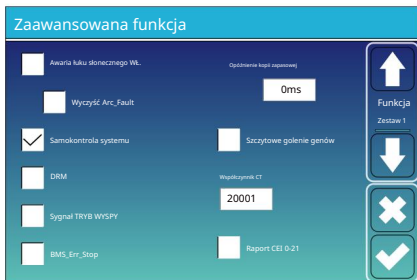 Zaawansowana funkcja
Awaria łuku słonecznego WŁ.
Opóźnienie kopii zapasowej
0ms
Wyczyść Arc_Fault
Funkcja
Zestaw 1
Samokontrola systemu
Szczytowe golenie genów
DRM
Współczynnik CT
20001
Sygnał TRYB WYSPY
BMS_Err_Stop
Raport CEI 0-21